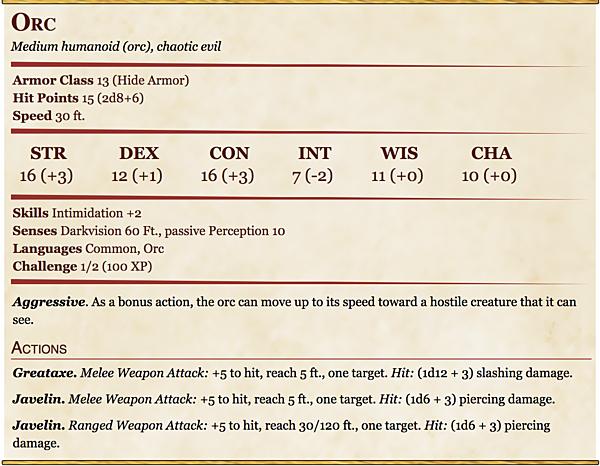 Orc
Medium humanoid (orc), chaotic evil
Armor Class 13 (Hide Armor)
Hit Points 15 (2d8+6)
Speed 30 ft.
STR DEX CON INT WIS CHA
16 (+3) 12 (+1) 16 (+3) 7 (-2) 11 (+0) 10 (+0)
Skills Intimidation +2
Senses Darkvision 60 Ft., passive Perception 10
Languages Common, Orc
Challenge 1/2 (100 XP)
Aggressive. As a bonus action, the orc can move up to its speed toward a hostile creature that it can
see.
Actions
Greataxe. Melee Weapon Attack: +5 to hit, reach 5 ft., one target. Hit: (1d12 + 3) slashing damage.
Javelin. Melee Weapon Attack: +5 to hit, reach 5 ft., one target. Hit: (1d6 + 3) piercing damage.
Javelin. Ranged Weapon Attack: +5 to hit, reach 30/120 ft., one target. Hit: (1d6 + 3) piercing
damage.